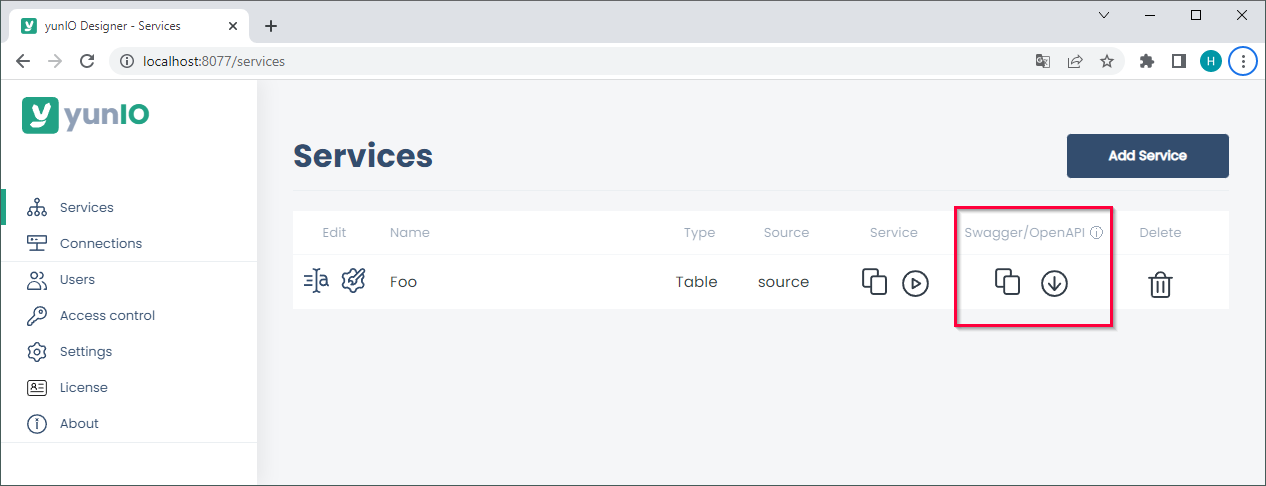 yunIO Designer - Services
localhost:8077/services
H
yunIO
Services
Connections
Users
Access control
Settings
License
About
Services
Add Service
Edit Name Type Source Service Swagger/OpenAPI Delete
Foo Table source